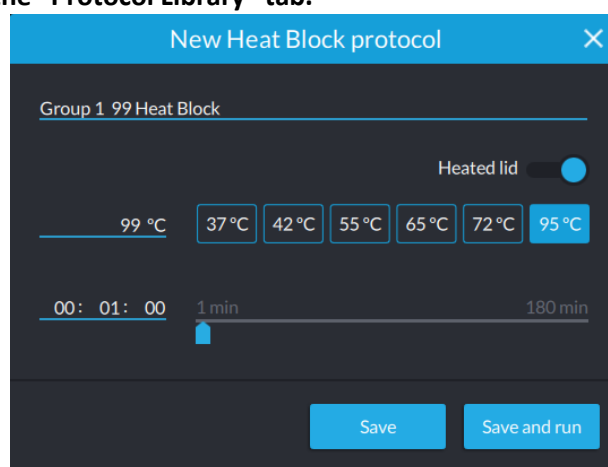 the "Protocol Library" tab.
New Heat Block protocol
Group 1 99 Heat Block
Heated lid
99 °C 37 °C 42 °C 55 °C 65 °C 72 °C 95 °C
00: 01: 00 1 min 180 min
Save Save and run